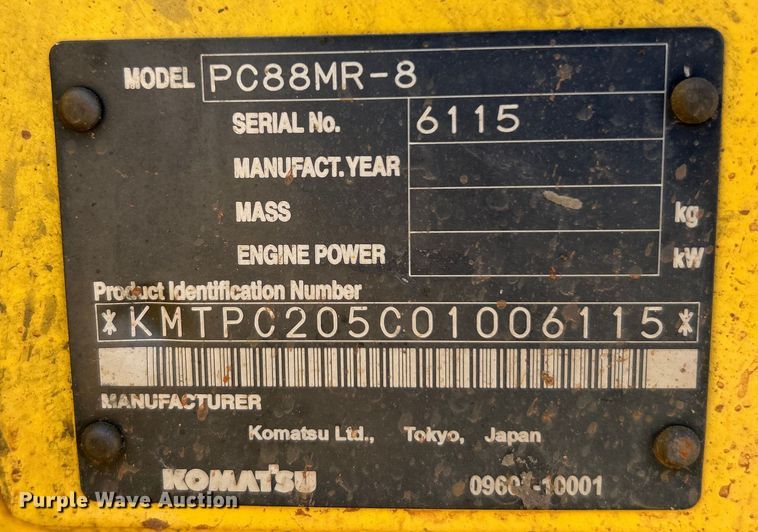 MODEL PC88MR-8
SERIAL No. 6115
MANUFACT. YEAR
MASS kg
ENGINE POWER kW
Product Identification Number
*KMTPC205C01006115*
MANUFACTURER
Komatsu Ltd., Tokyo, Japan
KOMATSU
Purple Wave Auction